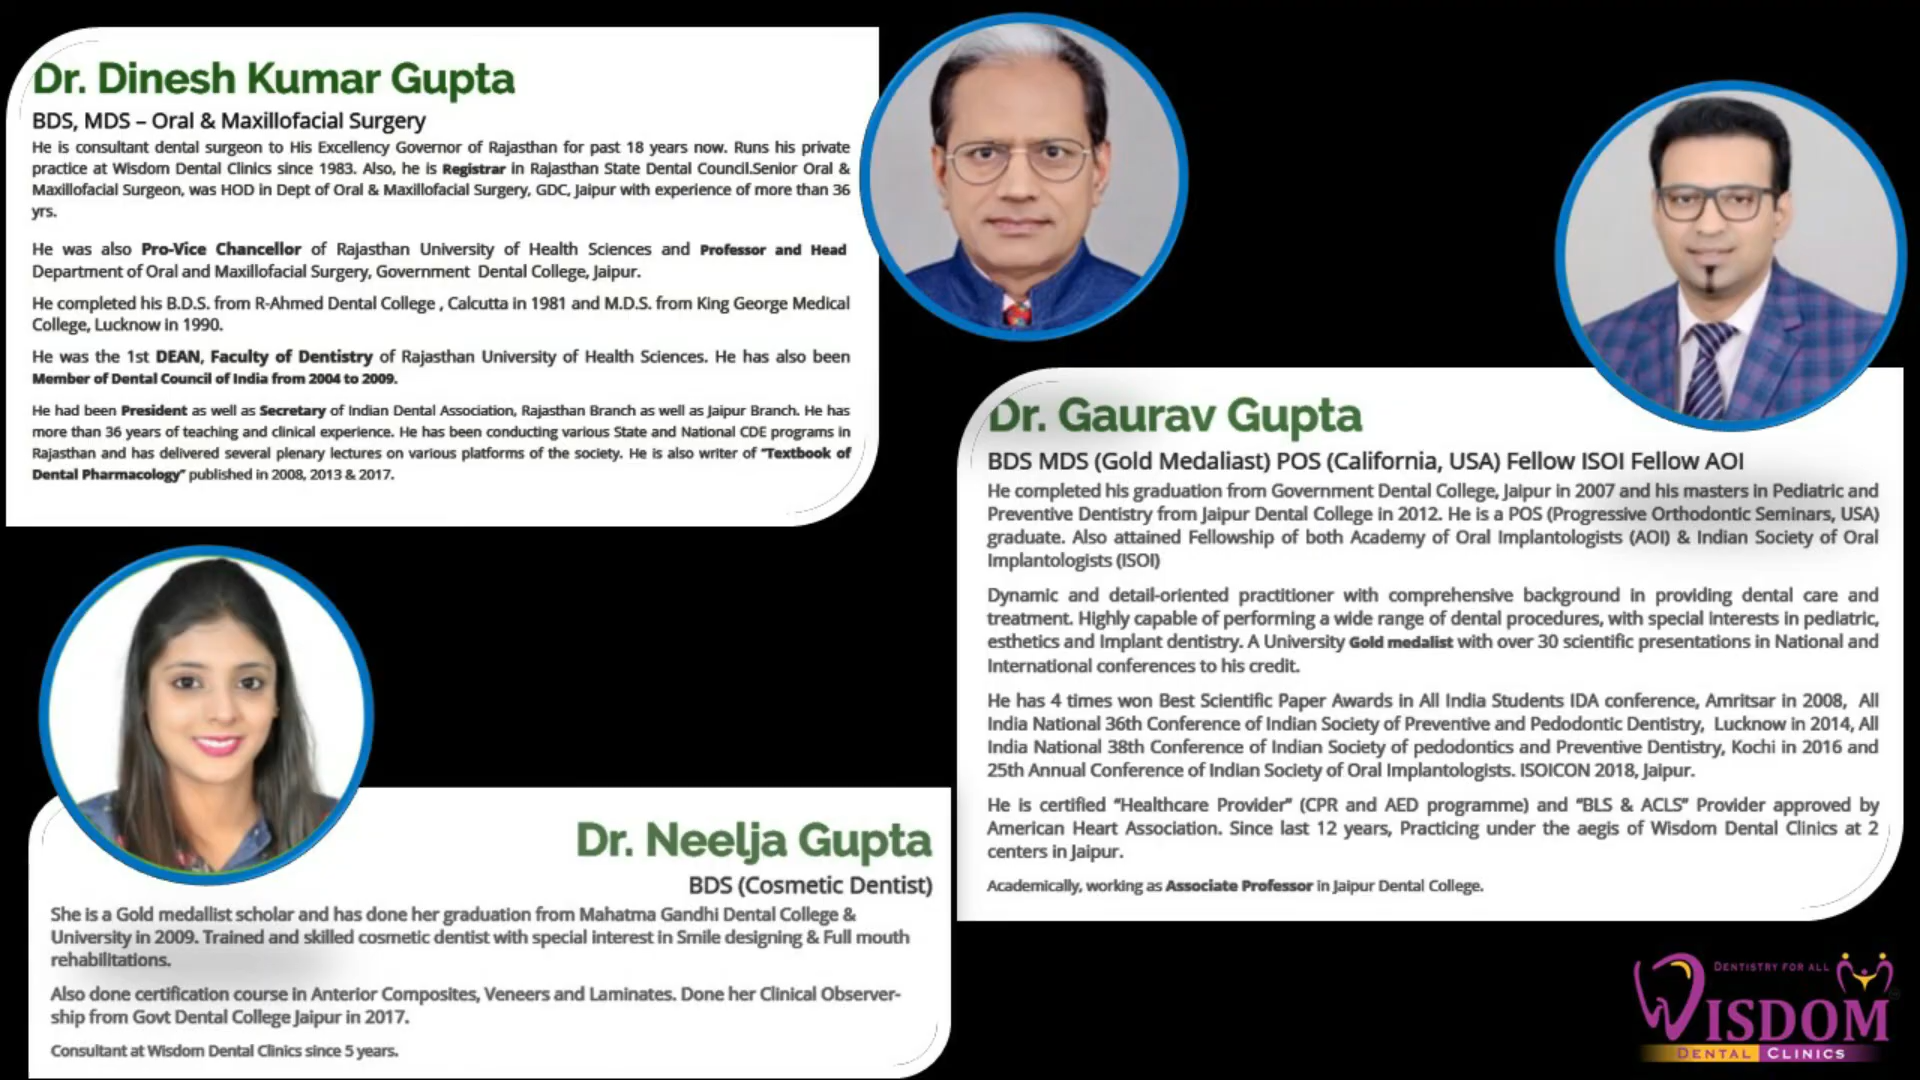 Dr. Dinesh Kumar Gupta
BDS, MDS – Oral & Maxillofacial Surgery
He is consultant dental surgeon to His Excellency Governor of Rajasthan for past 18 years now. Runs his private
practice at Wisdom Dental Clinics since 1983. Also, he is Registrar in Rajasthan State Dental Council.Senior Oral &
Maxillofacial Surgeon, was HOD in Dept of Oral & Maxillofacial Surgery, GDC, Jaipur with experience of more than 36
yrs.
He was also Pro-Vice Chancellor of Rajasthan University of Health Sciences and Professor and Head
Department of Oral and Maxillofacial Surgery, Government Dental College, Jaipur.
He completed his B.D.S. from R-Ahmed Dental College , Calcutta in 1981 and M.D.S. from King George Medical
College, Lucknow in 1990.
He was the 1st DEAN, Faculty of Dentistry of Rajasthan University of Health Sciences. He has also been
Member of Dental Council of India from 2004 to 2009.
He had been President as well as Secretary of Indian Dental Association, Rajasthan Branch as well as Jaipur Branch. He has
more than 36 years of teaching and clinical experience. He has been conducting various State and National CDE programs in
Rajasthan and has delivered several plenary lectures on various platforms of the society. He is also writer of "Textbook of
Dental Pharmacology" published in 2008, 2013 & 2017.
Dr. Gaurav Gupta
BDS MDS (Gold Medaliast) POS (California, USA) Fellow ISOI Fellow AOI
He completed his graduation from Government Dental College, Jaipur in 2007 and his masters in Pediatric and
Preventive Dentistry from Jaipur Dental College in 2012. He is a POS (Progressive Orthodontic Seminars, USA)
graduate. Also attained Fellowship of both Academy of Oral Implantologists (AOI) & Indian Society of Oral
Implantologists (ISOI)
Dynamic and detail-oriented practitioner with comprehensive background in providing dental care and
treatment. Highly capable of performing a wide range of dental procedures, with special interests in pediatric,
esthetics and Implant dentistry. A University Gold medalist with over 30 scientific presentations in National and
International conferences to his credit.
He has 4 times won Best Scientific Paper Awards in All India Students IDA conference, Amritsar in 2008, All
India National 36th Conference of Indian Society of Preventive and Pedodontic Dentistry, Lucknow in 2014, All
India National 38th Conference of Indian Society of pedodontics and Preventive Dentistry, Kochi in 2016 and
25th Annual Conference of Indian Society of Oral Implantologists. ISOICON 2018, Jaipur.
He is certified "Healthcare Provider" (CPR and AED programme) and "BLS & ACLS" Provider approved by
American Heart Association. Since last 12 years, Practicing under the aegis of Wisdom Dental Clinics at 2
centers in Jaipur.
Academically, working as Associate Professor in Jaipur Dental College.
Dr. Neelja Gupta
BDS (Cosmetic Dentist)
She is a Gold medallist scholar and has done her graduation from Mahatma Gandhi Dental College &
University in 2009. Trained and skilled cosmetic dentist with special interest in Smile designing & Full mouth
rehabilitations.
Also done certification course in Anterior Composites, Veneers and Laminates. Done her Clinical Observer-
ship from Govt Dental College Jaipur in 2017.
Consultant at Wisdom Dental Clinics since 5 years.
DENTISTRY FOR ALL
WISDOM
DENTAL CLINICS